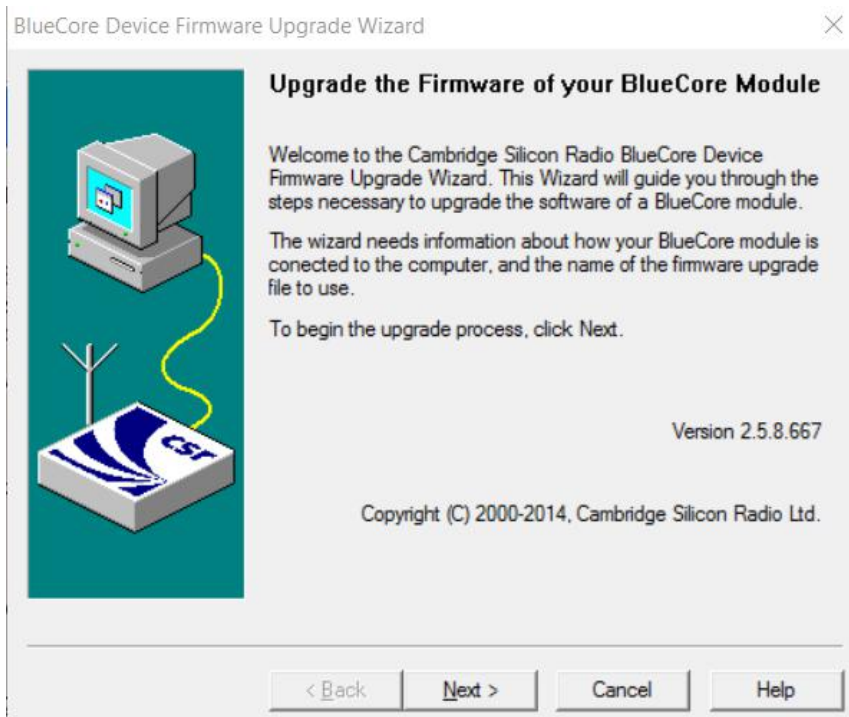 BlueCore Device Firmware Upgrade Wizard
Upgrade the Firmware of your BlueCore Module
Welcome to the Cambridge Silicon Radio BlueCore Device
Firmware Upgrade Wizard. This Wizard will guide you through the
steps necessary to upgrade the software of a BlueCore module.
The wizard needs information about how your BlueCore module is
conected to the computer, and the name of the firmware upgrade
file to use.
To begin the upgrade process, click Next.
csr
Version 2.5.8.667
Copyright (C) 2000-2014, Cambridge Silicon Radio Ltd.
< Back
Next >
Cancel
Help